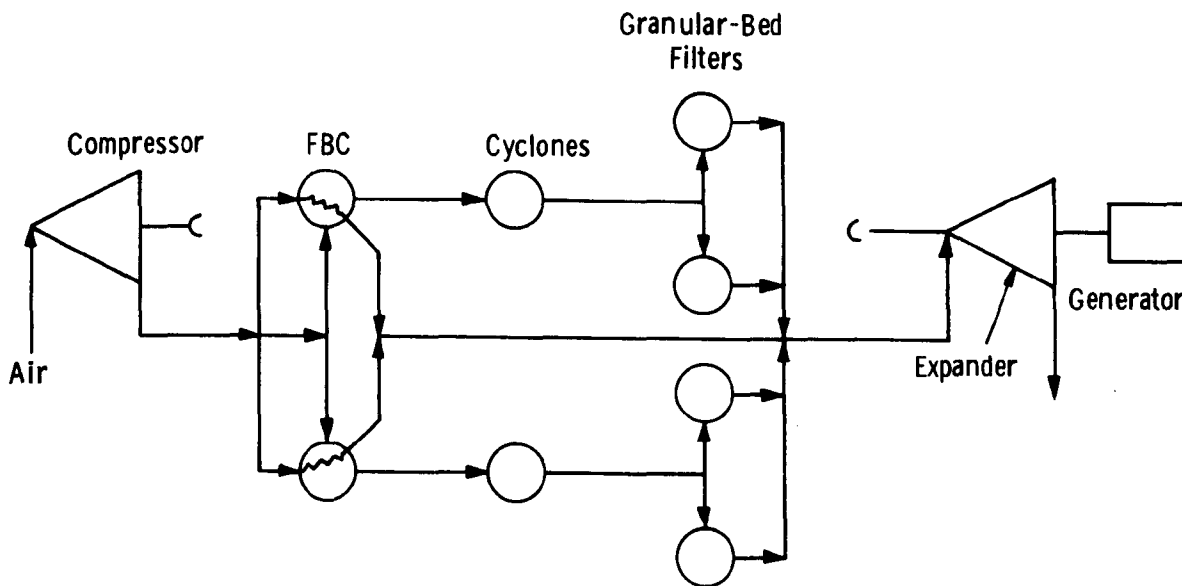 Granular-Bed
Filters
Compressor
FBC
Cyclones
Generator
Air
Expander